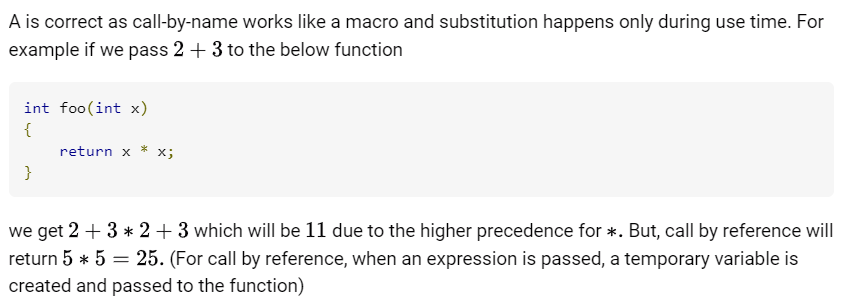 A is correct as call-by-name works like a macro and substitution happens only during use time. For
example if we pass 2 + 3 to the below function
int foo(int x)
{
    return x * x;
}
we get 2 + 3 ∗ 2 + 3 which will be 11 due to the higher precedence for ∗. But, call by reference will
return 5 ∗ 5 = 25. (For call by reference, when an expression is passed, a temporary variable is
created and passed to the function)